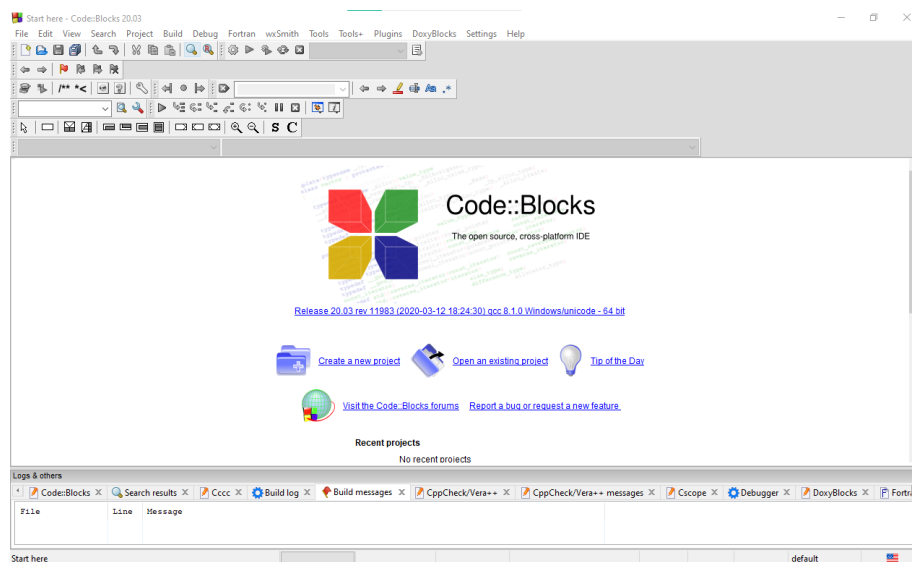 Start here - Code::Blocks 20.03
File Edit View Search Project Build Debug Fortran wxSmith Tools Tools+ Plugins DoxyBlocks Settings Help
/** *<
S C
Code::Blocks
The open source, cross-platform IDE
Release 20.03 rev 11983 (2020-03-12 18:24:30) gcc 8.1.0 Windows/unicode - 64 bit
Create a new project Open an existing project Tip of the Day
Visit the Code::Blocks forums Report a bug or request a new feature
Recent projects
No recent projects
Logs & others
Code::Blocks X Search results X Cccc X Build log X Build messages X CppCheck/Vera++ X CppCheck/Vera++ messages X Cscope X Debugger X DoxyBlocks X Fortr
File Line Message
Start here default